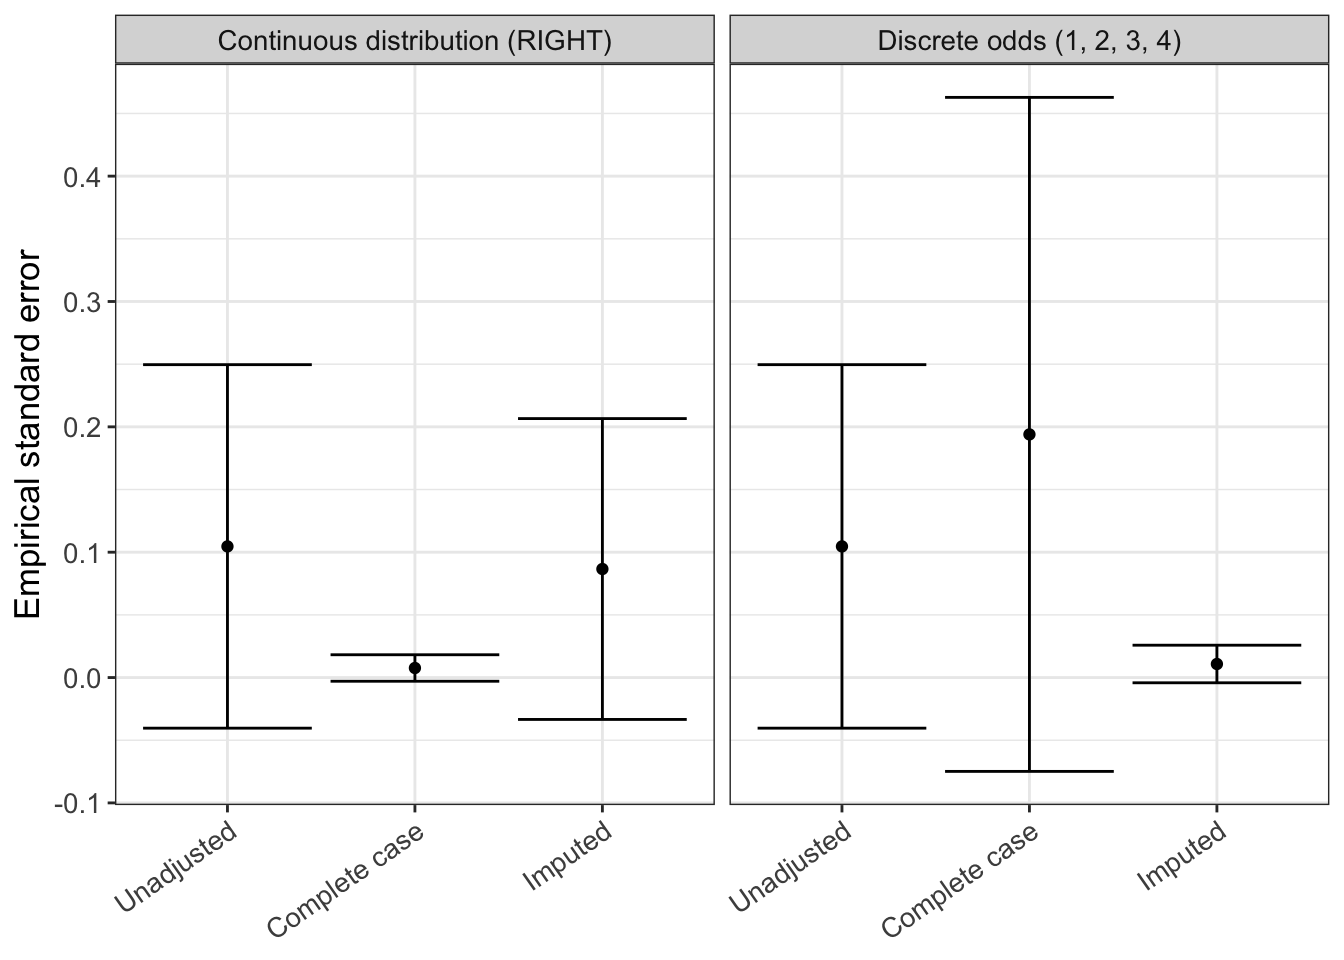 Continuous distribution (RIGHT)
Discrete odds (1, 2, 3, 4)
Empirical standard error
0.4
0.3
0.2
0.1
0.0
-0.1
Unadjusted
Complete case
Imputed
Unadjusted
Complete case
Imputed